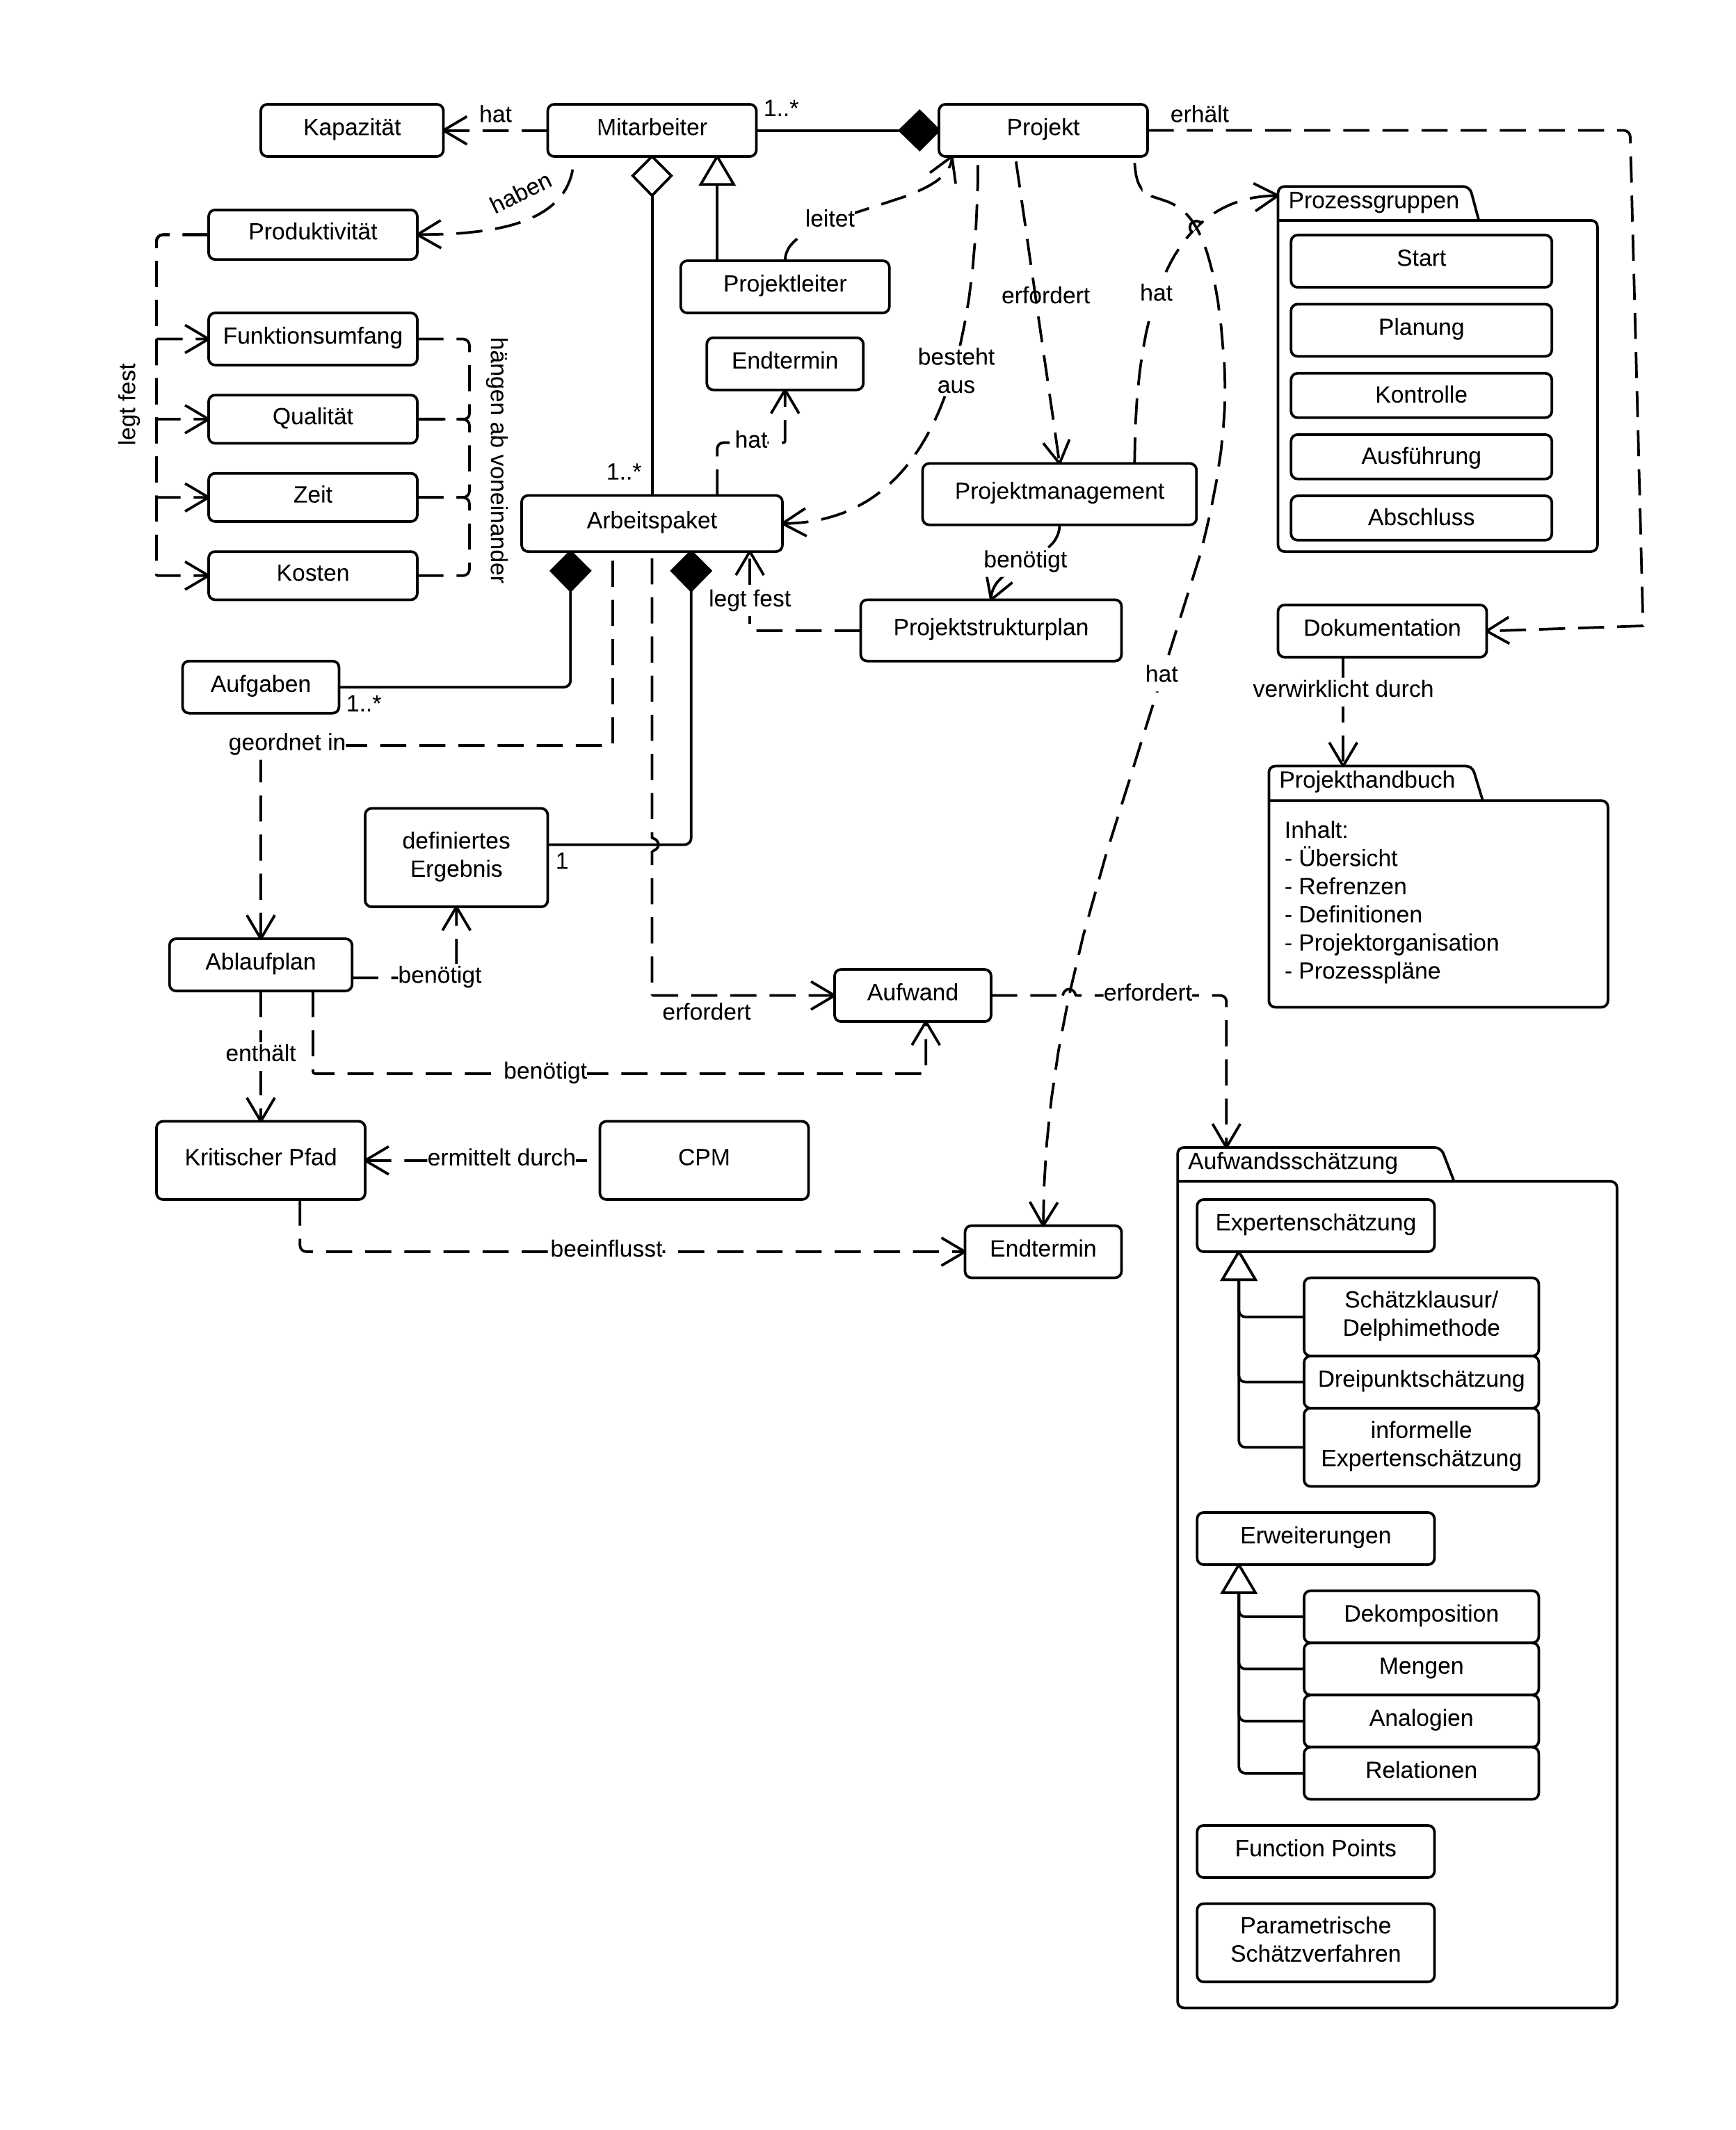 Kapazität
hat
Mitarbeiter
1..*
Projekt
erhält
haben
Produktivität
leitet
Projektleiter
Prozessgruppen
Start
Planung
Kontrolle
Ausführung
Abschluss
erfordert
hat
legt fest
Funktionsumfang
Qualität
Zeit
Kosten
hängen ab voneinander
Endtermin
hat
besteht
aus
1..*
Arbeitspaket
Projektmanagement
benötigt
legt fest
Projektstrukturplan
Dokumentation
verwirklicht durch
hat
Aufgaben
1..*
geordnet in
Projekthandbuch
Inhalt:
- Übersicht
- Refrenzen
- Definitionen
- Projektorganisation
- Prozesspläne
definiertes
Ergebnis
1
Ablaufplan
benötigt
Aufwand
erfordert
erfordert
enthält
benötigt
Kritischer Pfad
ermittelt durch
CPM
beeinflusst
Endtermin
Aufwandsschätzung
Expertenschätzung
Schätzklausur/
Delphimethode
Dreipunktschätzung
informelle
Expertenschätzung
Erweiterungen
Dekomposition
Mengen
Analogien
Relationen
Function Points
Parametrische
Schätzverfahren